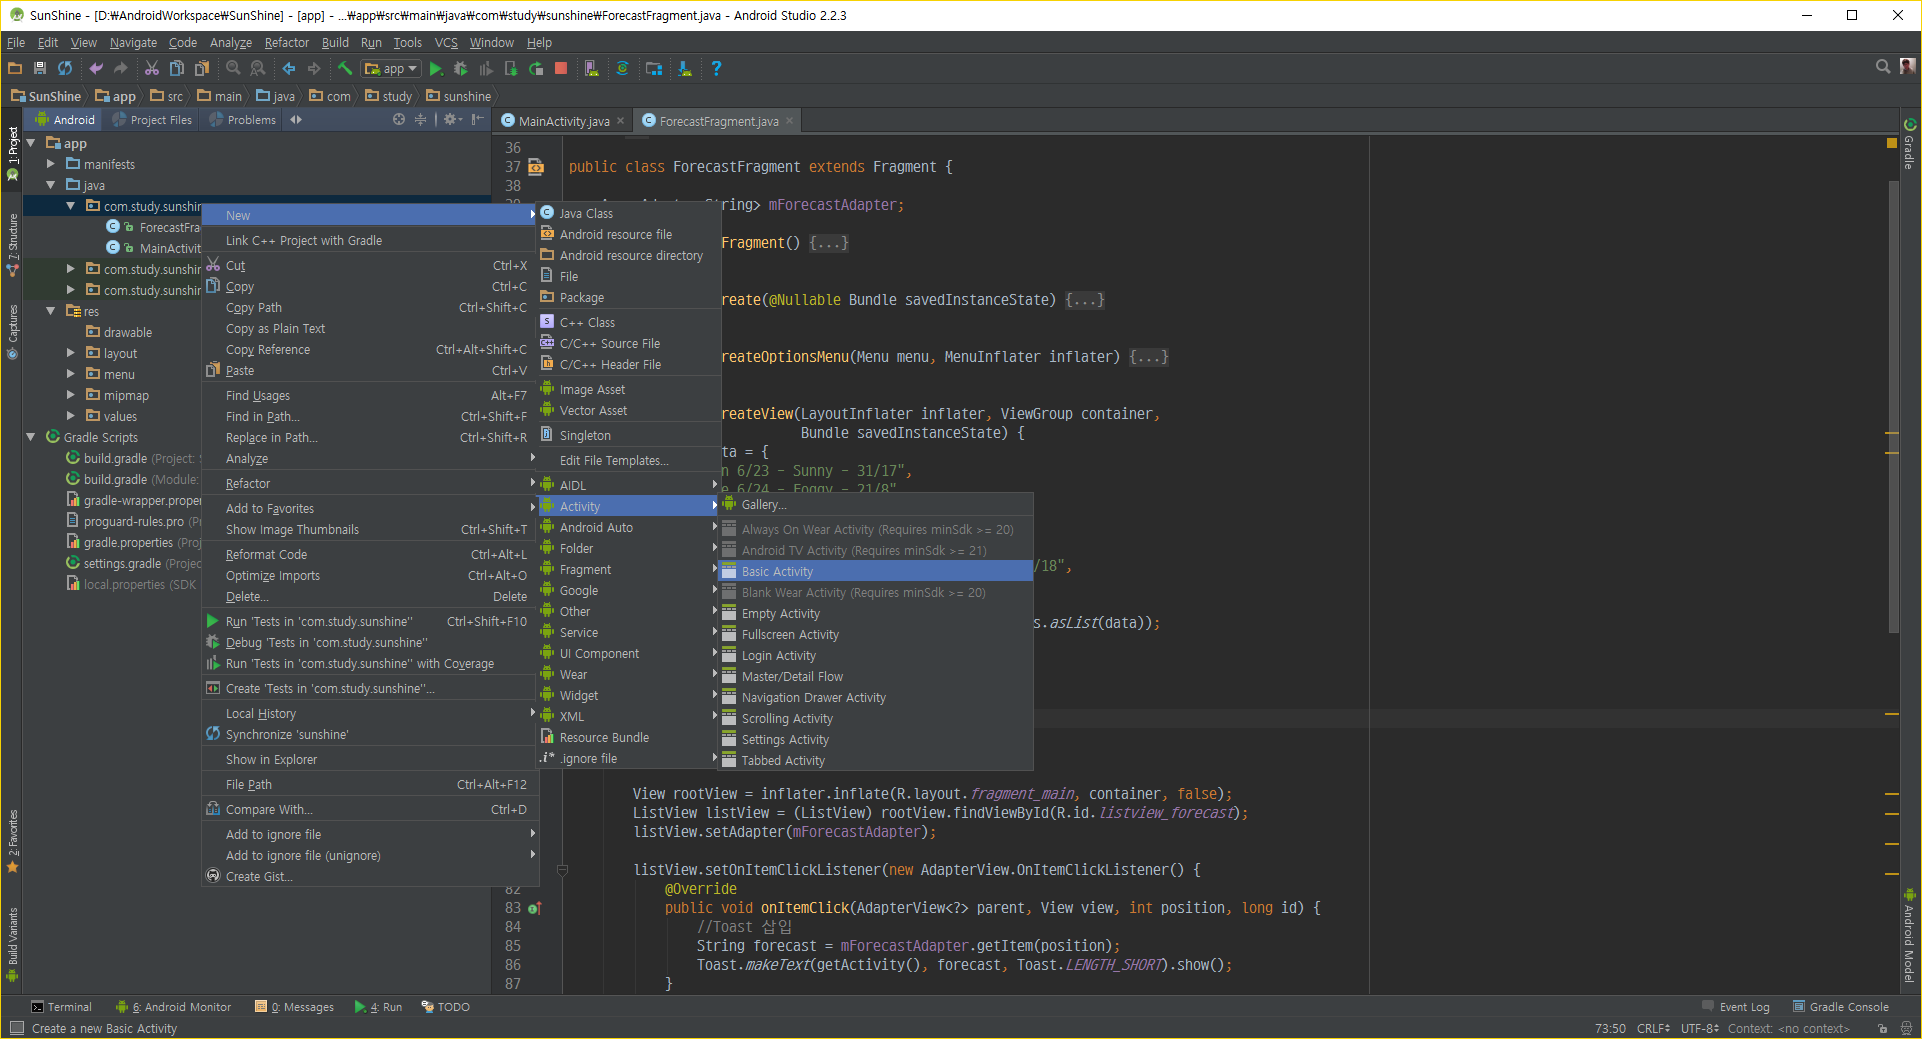 SunShine - [D:₩AndroidWorkspace₩SunShine] - [app] - ...₩app₩src₩main₩java₩com₩study₩sunshine₩ForecastFragment.java - Android Studio 2.2.3
File Edit View Navigate Code Analyze Refactor Build Run Tools VCS Window Help
app
SunShine app src main java com study sunshine
Android Project Files Problems
MainActivity.java ForecastFragment.java
1: Project
7: Structure
Captures
2: Favorites
Build Variants
app
manifests
java
com.study.sunshin
ForecastFra
MainActivit
com.study.sunshin
com.study.sunshin
res
drawable
layout
menu
mipmap
values
Gradle Scripts
build.gradle (Project: S
build.gradle (Module:
gradle-wrapper.proper
proguard-rules.pro (Pr
gradle.properties (Proj
settings.gradle (Projec
local.properties (SDK
New
Link C++ Project with Gradle
Cut Ctrl+X
Copy Ctrl+C
Copy Path Ctrl+Shift+C
Copy as Plain Text
Copy Reference Ctrl+Alt+Shift+C
Paste Ctrl+V
Find Usages Alt+F7
Find in Path... Ctrl+Shift+F
Replace in Path... Ctrl+Shift+R
Analyze
Refactor
Add to Favorites
Show Image Thumbnails Ctrl+Shift+T
Reformat Code Ctrl+Alt+L
Optimize Imports Ctrl+Alt+O
Delete... Delete
Run 'Tests in 'com.study.sunshine'' Ctrl+Shift+F10
Debug 'Tests in 'com.study.sunshine''
Run 'Tests in 'com.study.sunshine'' with Coverage
Create 'Tests in 'com.study.sunshine''...
Local History
Synchronize 'sunshine'
Show in Explorer
File Path Ctrl+Alt+F12
Compare With... Ctrl+D
Add to ignore file
Add to ignore file (unignore)
Create Gist...
Java Class
Android resource file
Android resource directory
File
Package
C++ Class
C/C++ Source File
C/C++ Header File
Image Asset
Vector Asset
Singleton
Edit File Templates...
AIDL
Activity
Android Auto
Folder
Fragment
Google
Other
Service
UI Component
Wear
Widget
XML
Resource Bundle
.i* .ignore file
Gallery...
Always On Wear Activity (Requires minSdk >= 20)
Android TV Activity (Requires minSdk >= 21)
Basic Activity
Blank Wear Activity (Requires minSdk >= 20)
Empty Activity
Fullscreen Activity
Login Activity
Master/Detail Flow
Navigation Drawer Activity
Scrolling Activity
Settings Activity
Tabbed Activity
36
37 public class ForecastFragment extends Fragment {
38
tring> mForecastAdapter;
Fragment() {...}
reate(@Nullable Bundle savedInstanceState) {...}
reateOptionsMenu(Menu menu, MenuInflater inflater) {...}
reateView(LayoutInflater inflater, ViewGroup container,
Bundle savedInstanceState) {
ta = {
n 6/23 - Sunny - 31/17",
e 6/24 - Foggy - 21/8"
/18",
s.asList(data));
View rootView = inflater.inflate(R.layout.fragment_main, container, false);
ListView listView = (ListView) rootView.findViewById(R.id.listview_forecast);
listView.setAdapter(mForecastAdapter);
listView.setOnItemClickListener(new AdapterView.OnItemClickListener() {
82 @Override
83 public void onItemClick(AdapterView<?> parent, View view, int position, long id) {
84 //Toast 삽입
85 String forecast = mForecastAdapter.getItem(position);
86 Toast.makeText(getActivity(), forecast, Toast.LENGTH_SHORT).show();
87 }
Gradle
Android Model
Terminal 6: Android Monitor 0: Messages 4: Run TODO Event Log Gradle Console
Create a new Basic Activity 73:50 CRLF UTF-8 Context: <no context>